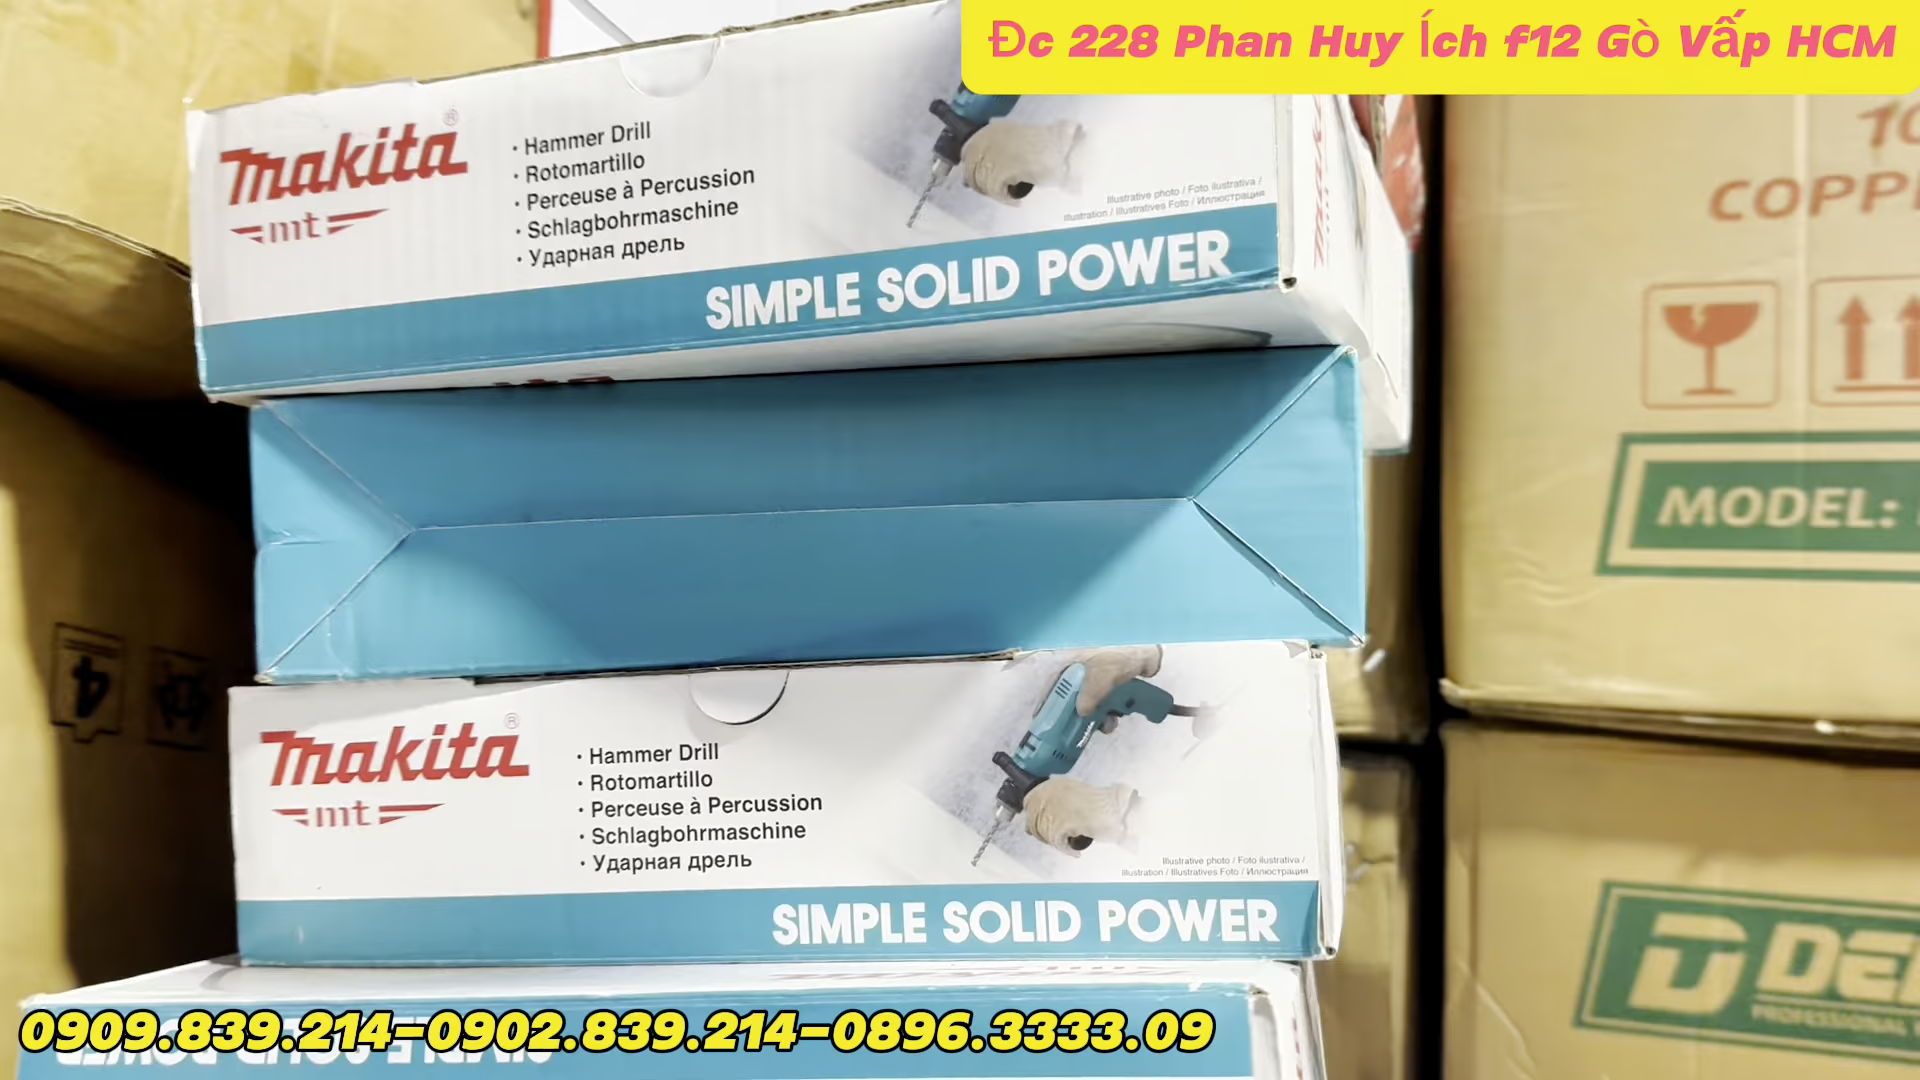 Đc 228 Phan Huy Ích f12 Gò Vấp HCM
makita®
mt
· Hammer Drill
· Rotomartillo
· Perceuse à Percussion
· Schlagbohrmaschine
· Ударная дрель
Illustrative photo / Foto ilustrativa /
Illustration / Illustratives Foto / Иллюстрация
SIMPLE SOLID POWER
makita®
mt
· Hammer Drill
· Rotomartillo
· Perceuse à Percussion
· Schlagbohrmaschine
· Ударная дрель
Illustrative photo / Foto ilustrativa /
Illustration / Illustratives Foto / Иллюстрация
SIMPLE SOLID POWER
MODEL:
PROFESSIONAL
4
0909.839.214-0902.839.214-0896.3333.09